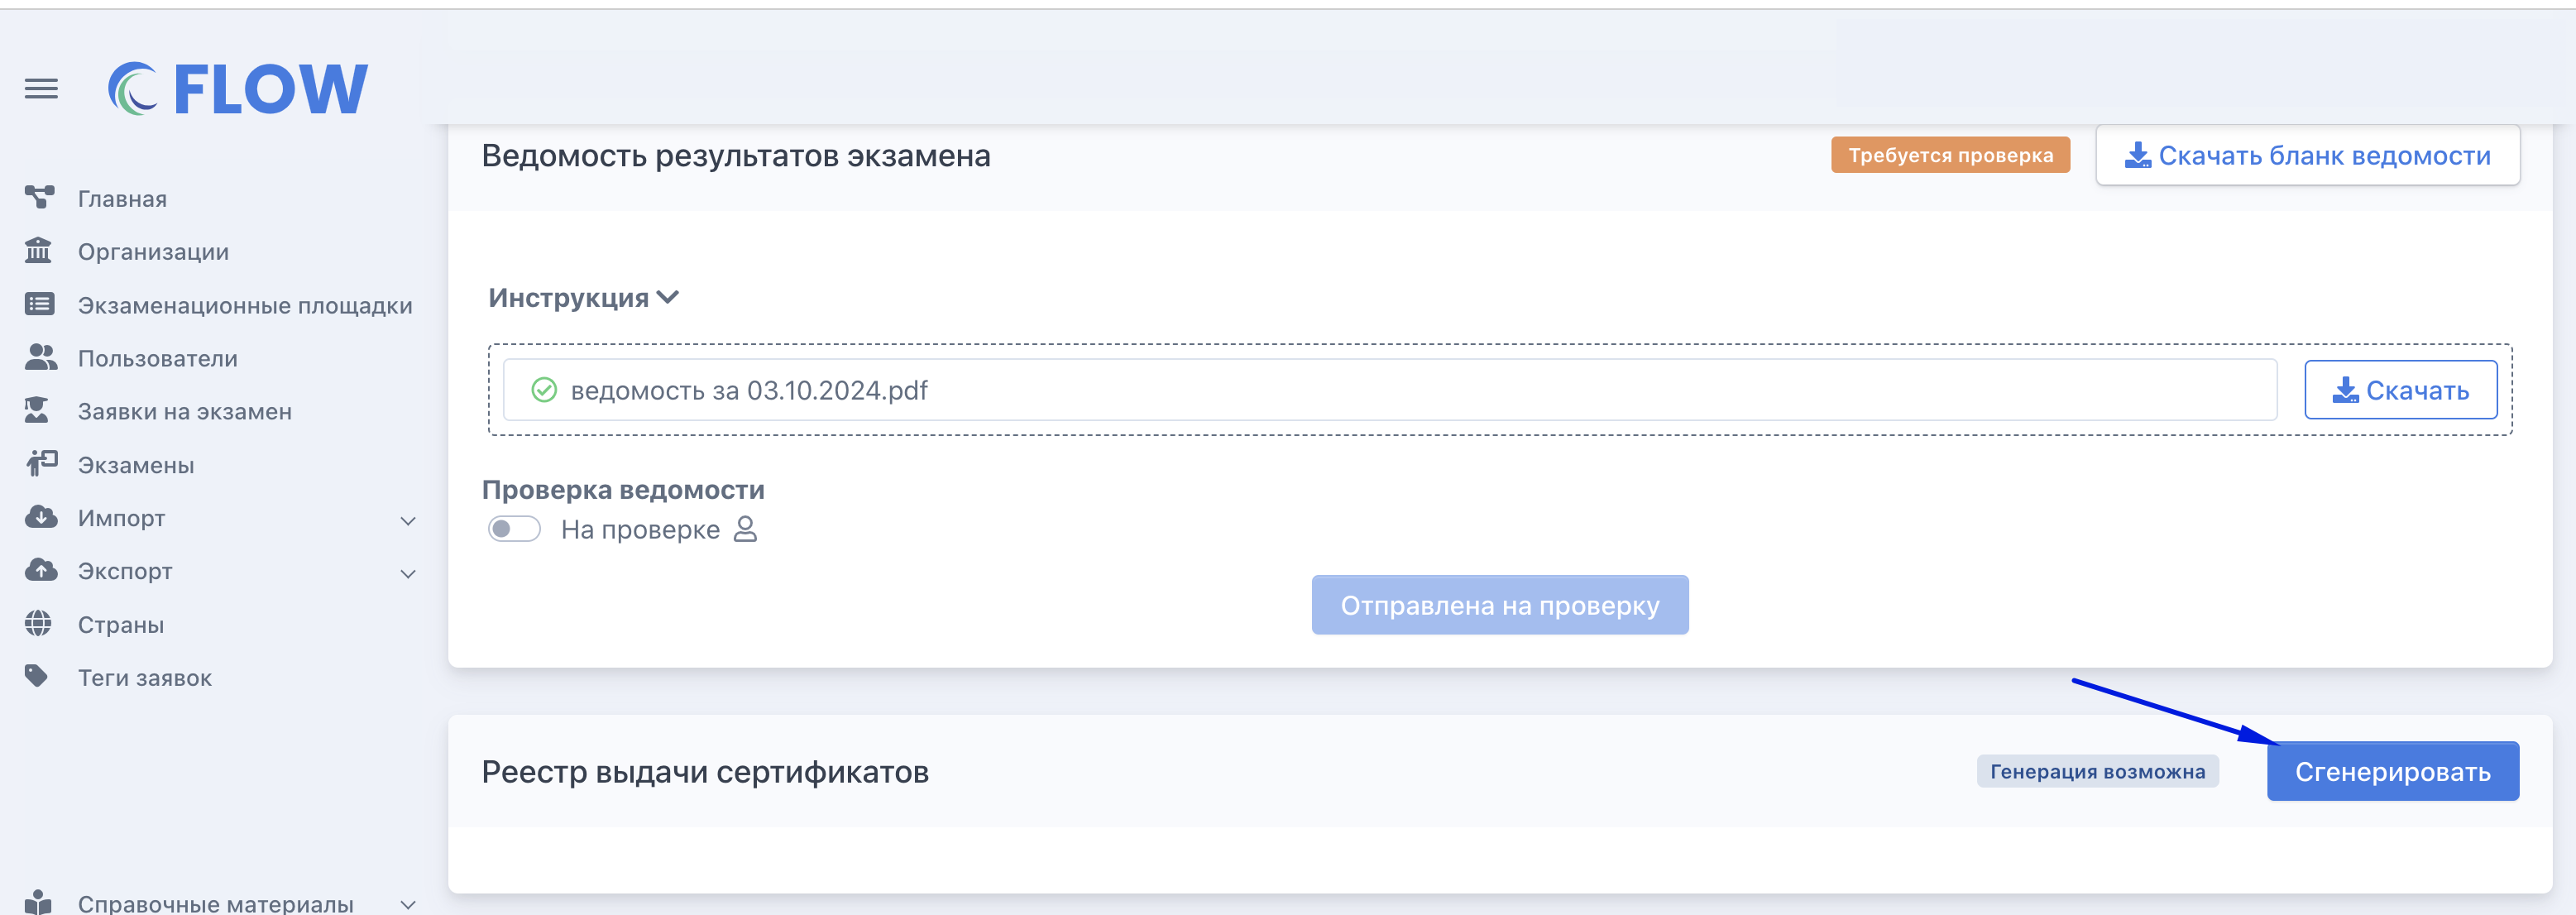 FLOW
Главная
Организации
Экзаменационные площадки
Пользователи
Заявки на экзамен
Экзамены
Импорт
Экспорт
Страны
Теги заявок
Справочные материалы
Ведомость результатов экзамена
Требуется проверка
Скачать бланк ведомости
Инструкция
ведомость за 03.10.2024.pdf
Скачать
Проверка ведомости
На проверке
Отправлена на проверку
Реестр выдачи сертификатов
Генерация возможна
Сгенерировать